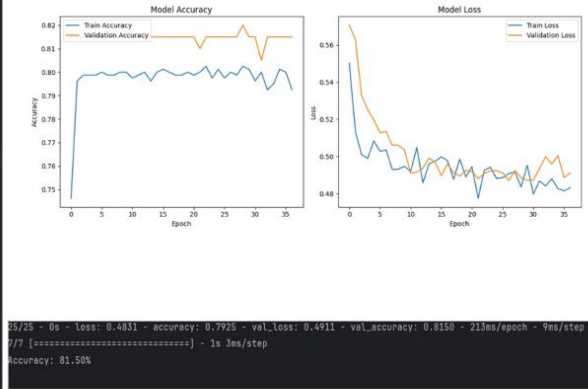 Model Accuracy
0.82
0.81
0.80
0.79
0.78
0.77
0.76
0.75
Accuracy
Train Accuracy
Validation Accuracy
0 5 10 15 20 25 30 35
Epoch
Model Loss
0.56
0.54
0.52
0.50
0.48
Loss
Train Loss
Validation Loss
0 5 10 15 20 25 30 35
Epoch
25/25 - 0s - loss: 0.4831 - accuracy: 0.7925 - val_loss: 0.4911 - val_accuracy: 0.8150 - 213ms/epoch - 9ms/step
7/7 [==============================] - 1s 3ms/step
Accuracy: 81.50%